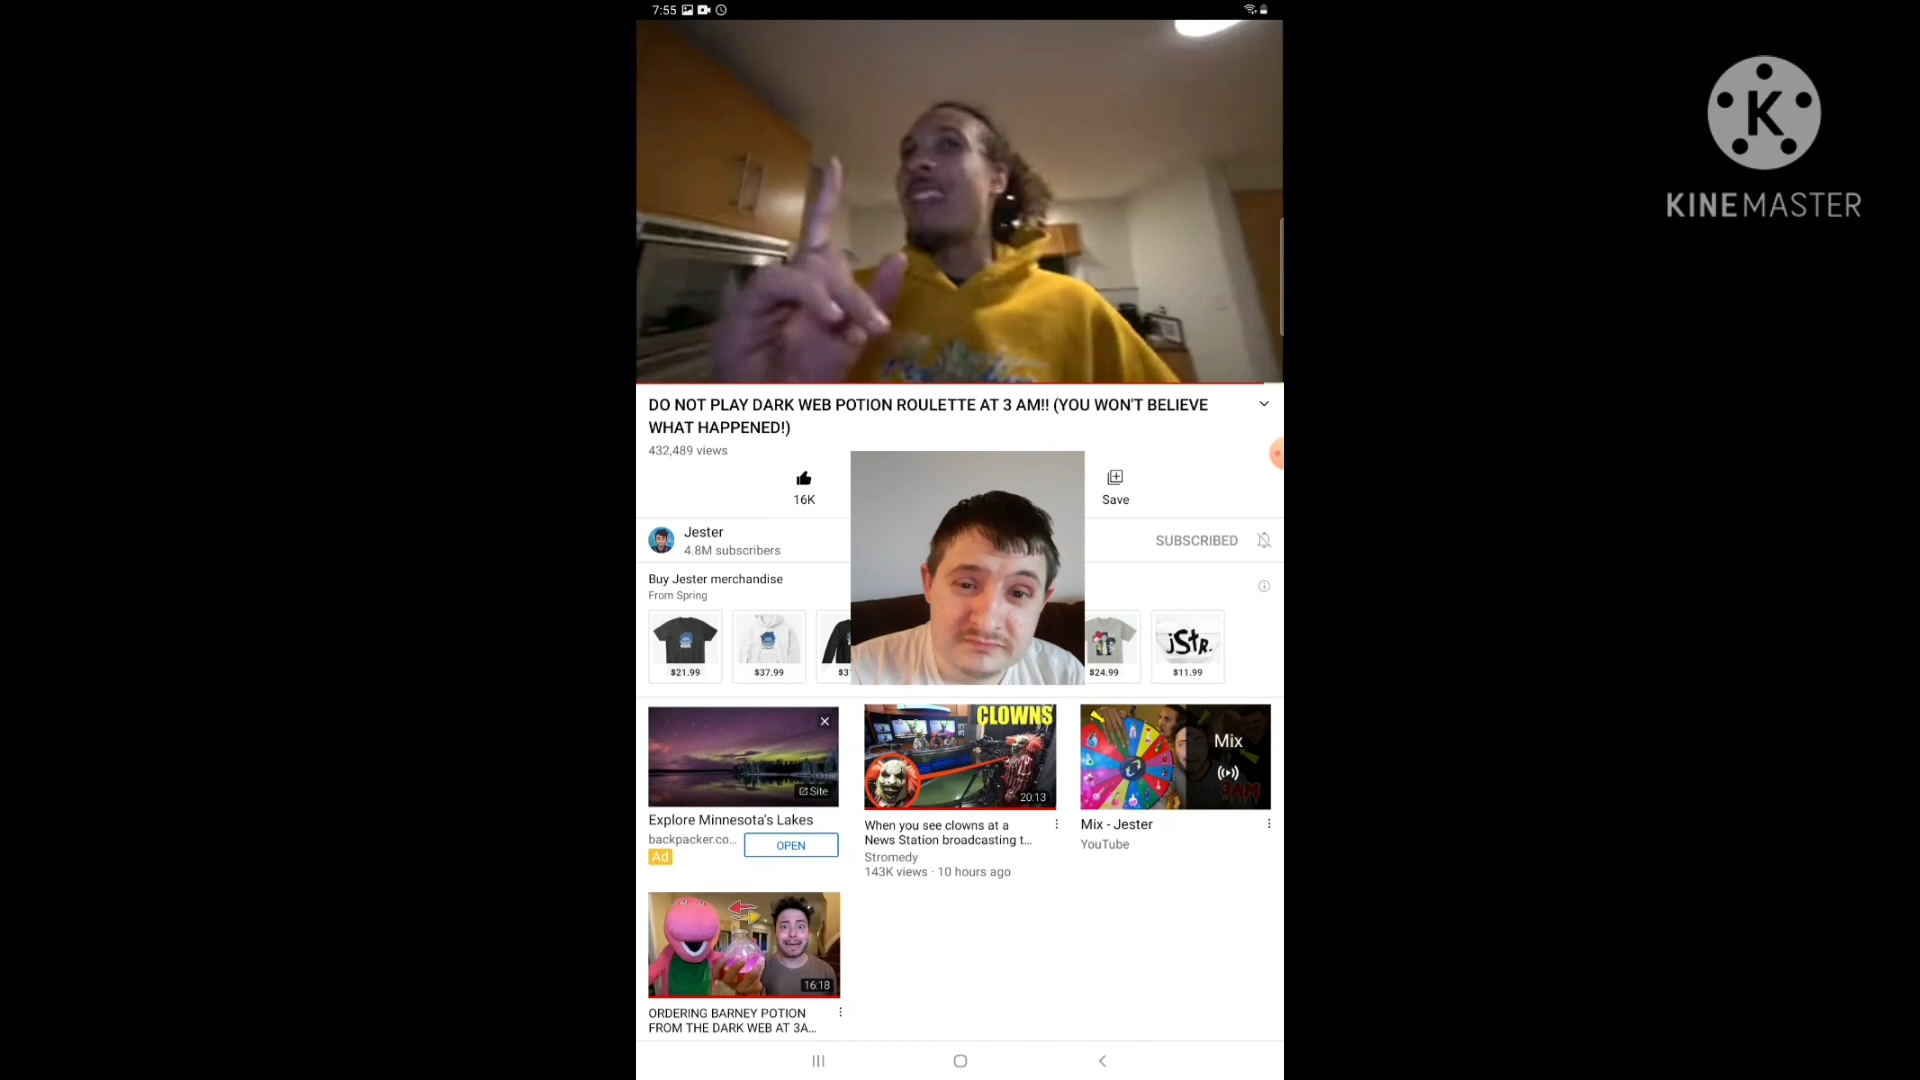 7:55
KINEMASTER
DO NOT PLAY DARK WEB POTION ROULETTE AT 3 AM!! (YOU WON'T BELIEVE
WHAT HAPPENED!)
432,489 views
16K
Save
Jester
4.8M subscribers
SUBSCRIBED
Buy Jester merchandise
From Spring
$21.99
$37.99
$3
$24.99
jStR.
$11.99
Site
Explore Minnesota's Lakes
backpacker.co...
Ad
OPEN
CLOWNS
20:13
When you see clowns at a
News Station broadcasting t...
Stromedy
143K views · 10 hours ago
Mix
3AM
Mix - Jester
YouTube
16:18
ORDERING BARNEY POTION
FROM THE DARK WEB AT 3A...